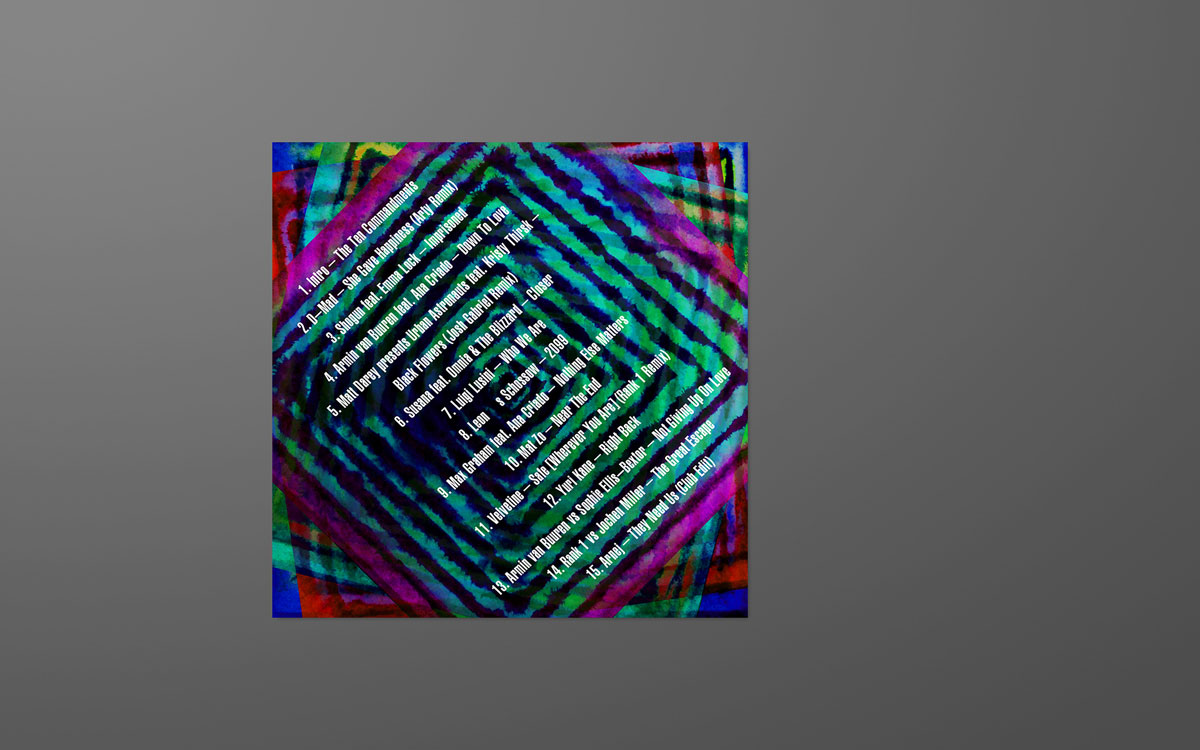 1. Intro – The Ten Commandments
2. D–Mad – She Gave Happiness (Arty Remix)
3. Shogun feat. Emma Lock – Imprisoned
4. Armin van Buuren feat. Ana Criado – Down To Love
5. Matt Darey presents Urban Astronauts feat. Kristy Thirsk –
Black Flowers (Josh Gabriel Remix)
6. Susana feat. Omnia & The Blizzard – Closer
7. Luigi Lusini – Who We Are
8. Leon s Schossow – 2099
9. Max Graham feat. Ana Criado – Nothing Else Matters
10. Mat Zo – Near The End
11. Velvetine – Safe (Wherever You Are) (Rank 1 Remix)
12. Yuri Kane – Right Back
13. Armin van Buuren vs Sophie Ellis–Bextor – Not Giving Up On Love
14. Rank 1 vs Jochen Miller – The Great Escape
15. Arnej – They Need Us (Club Edit)